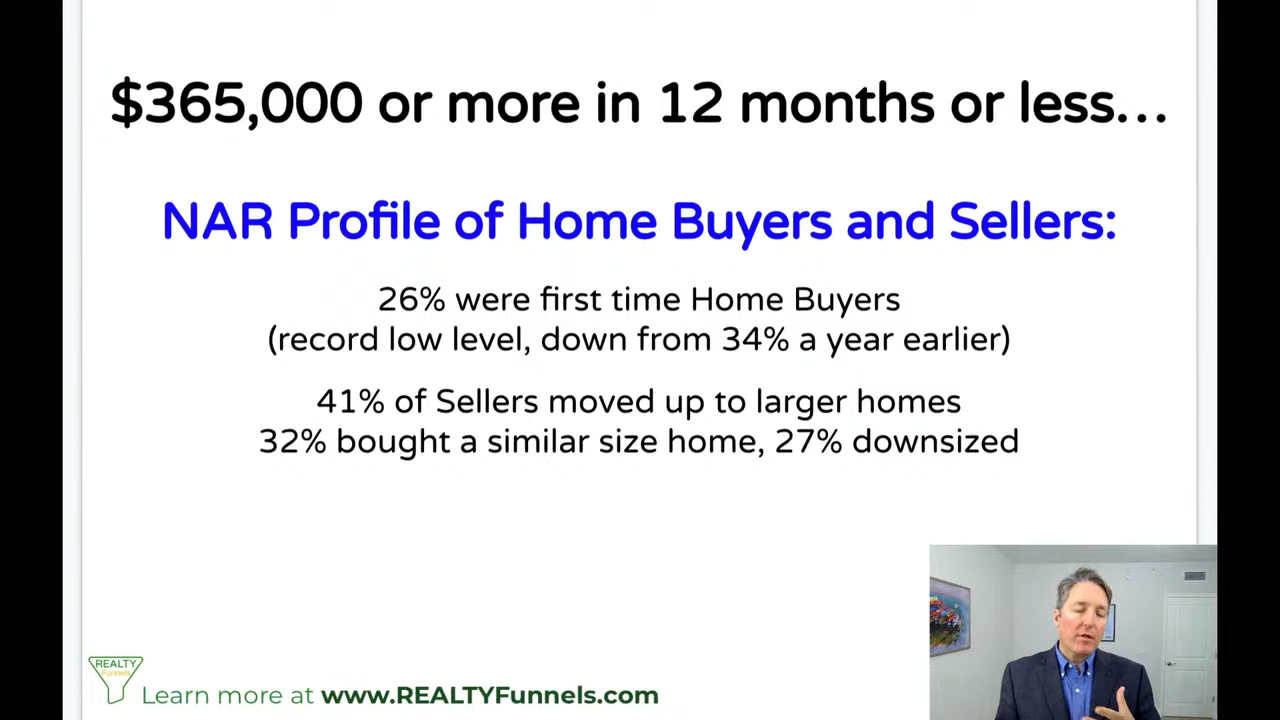 $365,000 or more in 12 months or less...
NAR Profile of Home Buyers and Sellers:
26% were first time Home Buyers
(record low level, down from 34% a year earlier)
41% of Sellers moved up to larger homes
32% bought a similar size home, 27% downsized
REALTY
Funnels
Learn more at www.REALTYFunnels.com